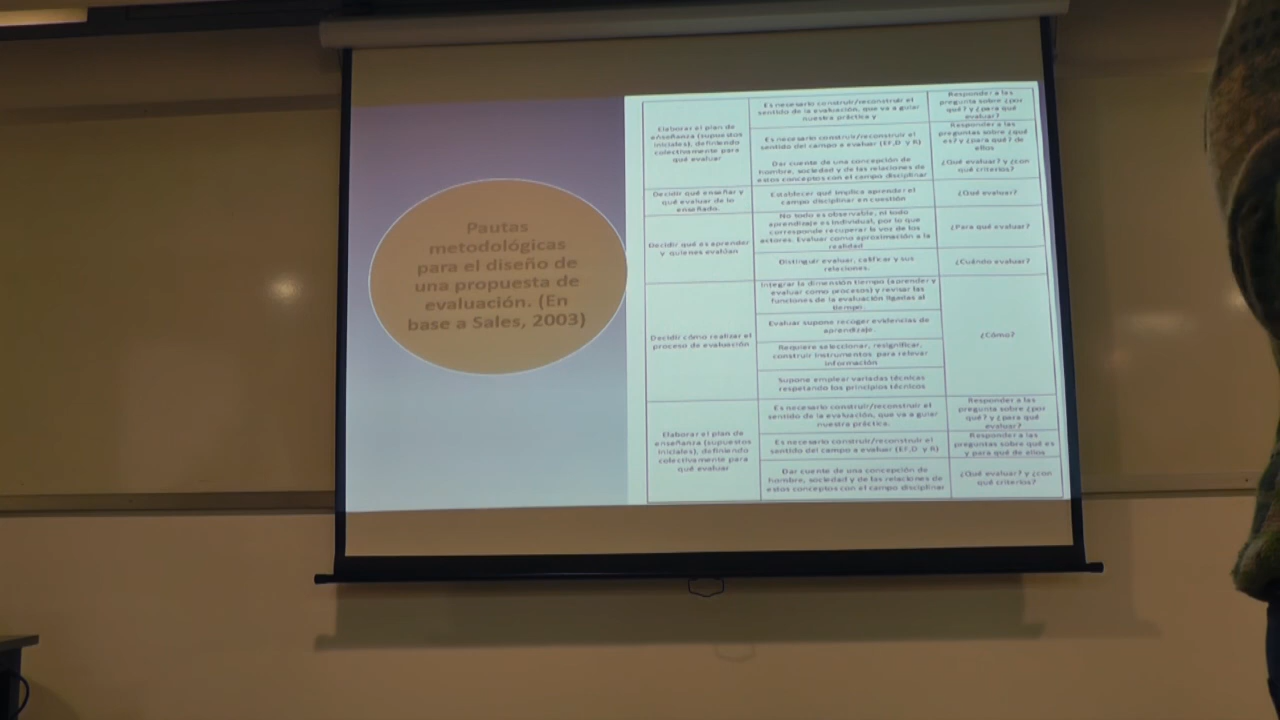 Pautas
metodológicas
para el diseño de
una propuesta de
evaluación. (En
base a Sales, 2003)
Elaborar el plan de
enseñanza (supuestos
iniciales), definiendo
colectivamente para
qué evaluar
Es necesario construir/reconstruir el
sentido de la evaluación, que va a guiar
nuestra práctica y
Responder a las
pregunta sobre ¿por
qué? y ¿para qué
evaluar?
Es necesario construir/reconstruir el
sentido del campo a evaluar (EF,D y R)
Responder a las
preguntas sobre ¿qué
es? y ¿para qué? de
ellos
Dar cuente de una concepción de
hombre, sociedad y de las relaciones de
estos conceptos con el campo disciplinar
¿Qué evaluar? y ¿con
qué criterios?
Decidir qué enseñar y
qué evaluar de lo
enseñado.
Establecer qué implica aprender el
campo disciplinar en cuestión
¿Qué evaluar?
Decidir qué es aprender
y quienes evalúan
No todo es observable, ni todo
aprendizaje es individual, por lo que
corresponde recuperar la voz de los
actores. Evaluar como aproximación a la
realidad
¿Para qué evaluar?
Distinguir evaluar, calificar y sus
relaciones.
¿Cuándo evaluar?
Decidir cómo realizar el
proceso de evaluación
Integrar la dimensión tiempo (aprender y
evaluar como procesos) y revisar las
funciones de la evaluación ligadas al
tiempo.
Evaluar supone recoger evidencias de
aprendizaje.
Requiere seleccionar, resignificar,
construir instrumentos para relevar
información
Supone emplear variadas técnicas
respetando los principios técnicos
¿Cómo?
Elaborar el plan de
enseñanza (supuestos
iniciales), definiendo
colectivamente para
qué evaluar
Es necesario construir/reconstruir el
sentido de la evaluación, que va a guiar
nuestra práctica.
Responder a las
pregunta sobre ¿por
qué? y ¿para qué
evaluar?
Es necesario construir/reconstruir el
sentido del campo a evaluar (EF,D y R)
Responder a las
preguntas sobre qué es
y para qué de ellos
Dar cuente de una concepción de
hombre, sociedad y de las relaciones de
estos conceptos con el campo disciplinar
¿Qué evaluar? y ¿con
qué criterios?